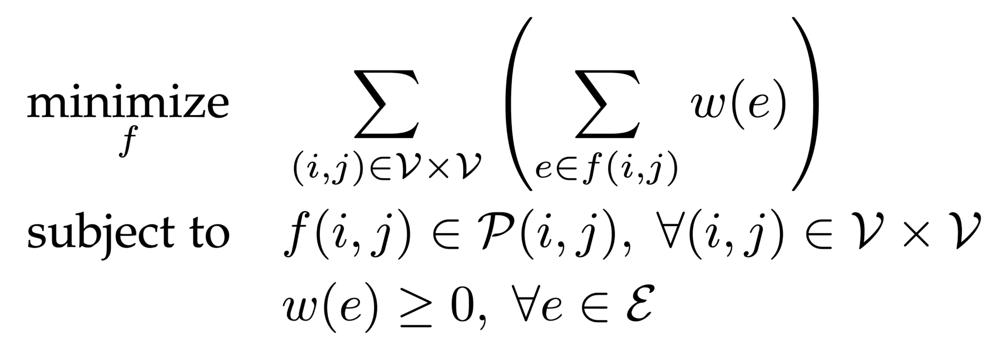 minimize_f ∑_{(i,j)∈𝒱×𝒱} ( ∑_{e∈f(i,j)} w(e) )
subject to f(i, j) ∈ 𝒫(i, j), ∀(i, j) ∈ 𝒱 × 𝒱
w(e) ≥ 0, ∀e ∈ ℰ